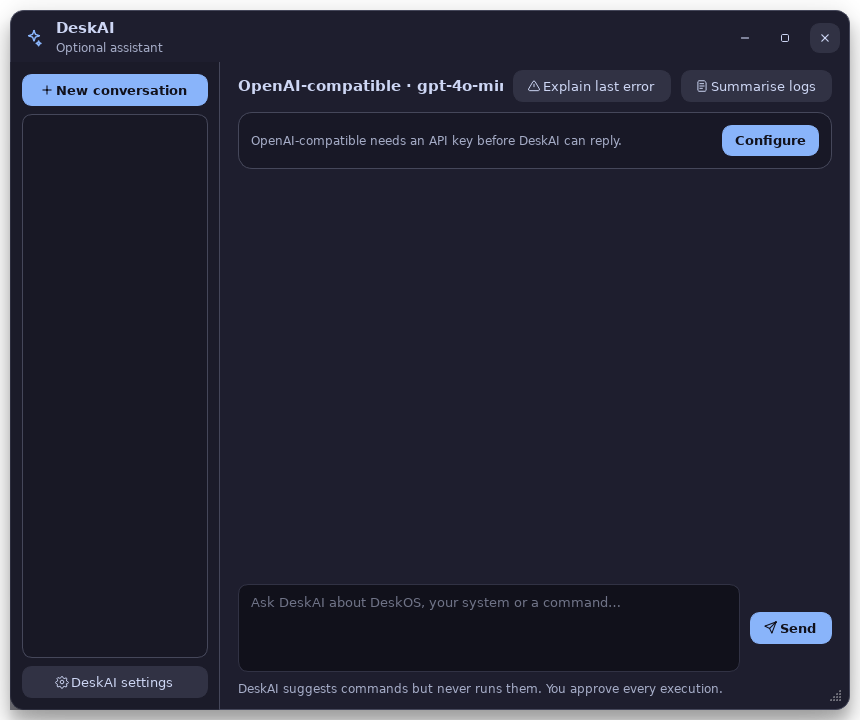 DeskAI
Optional assistant
New conversation
OpenAI-compatible · gpt-4o-mi
Explain last error
Summarise logs
OpenAI-compatible needs an API key before DeskAI can reply.
Configure
Ask DeskAI about DeskOS, your system or a command...
Send
DeskAI settings
DeskAI suggests commands but never runs them. You approve every execution.